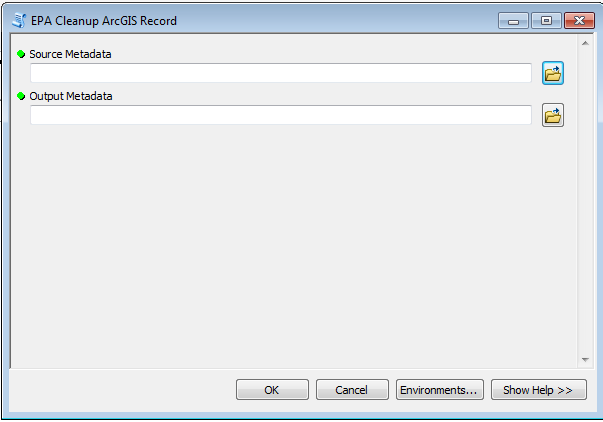 EPA Cleanup ArcGIS Record
Source Metadata
Output Metadata
OK Cancel Environments... Show Help >>